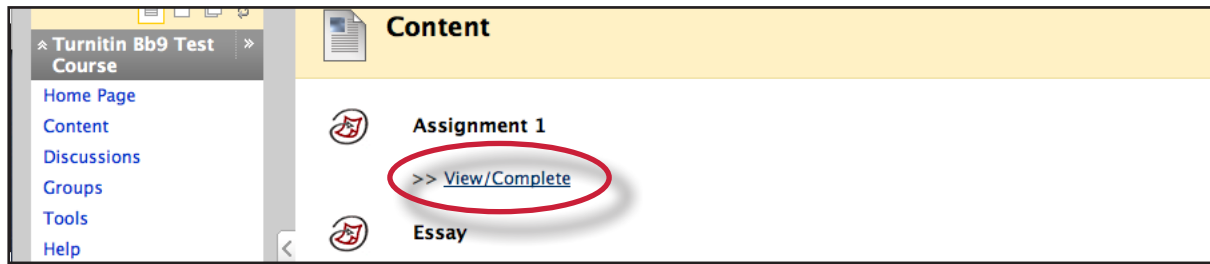 Turnitin Bb9 Test
Course
Home Page
Content
Discussions
Groups
Tools
Help
Content
Assignment 1
>> View/Complete
Essay